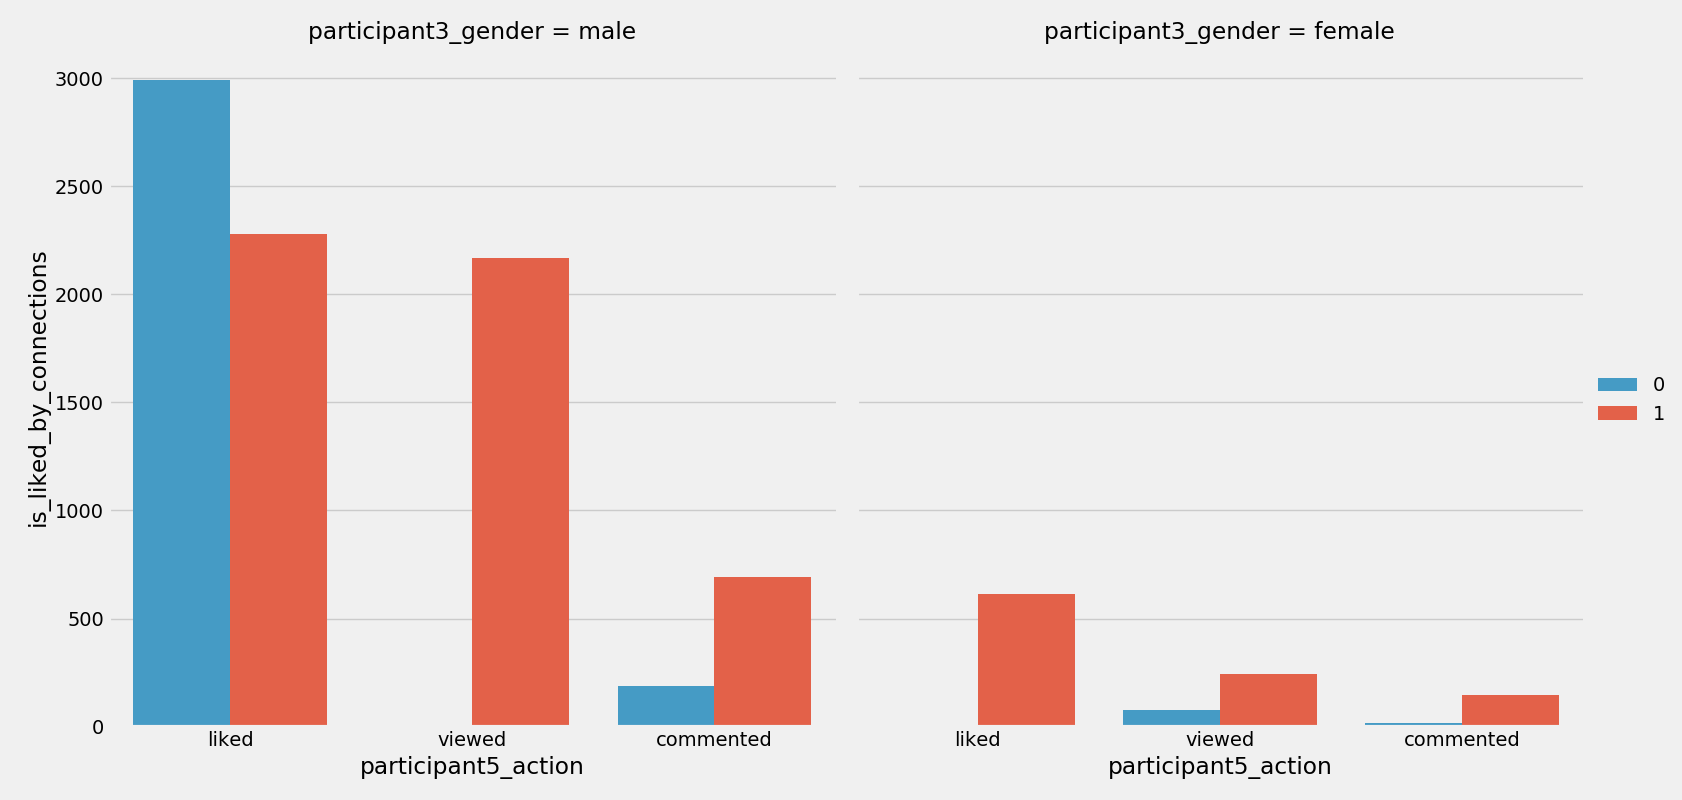 participant3_gender = male
participant3_gender = female
3000
2500
2000
1500
1000
500
0
is_liked_by_connections
liked viewed commented
participant5_action
liked viewed commented
participant5_action
0
1